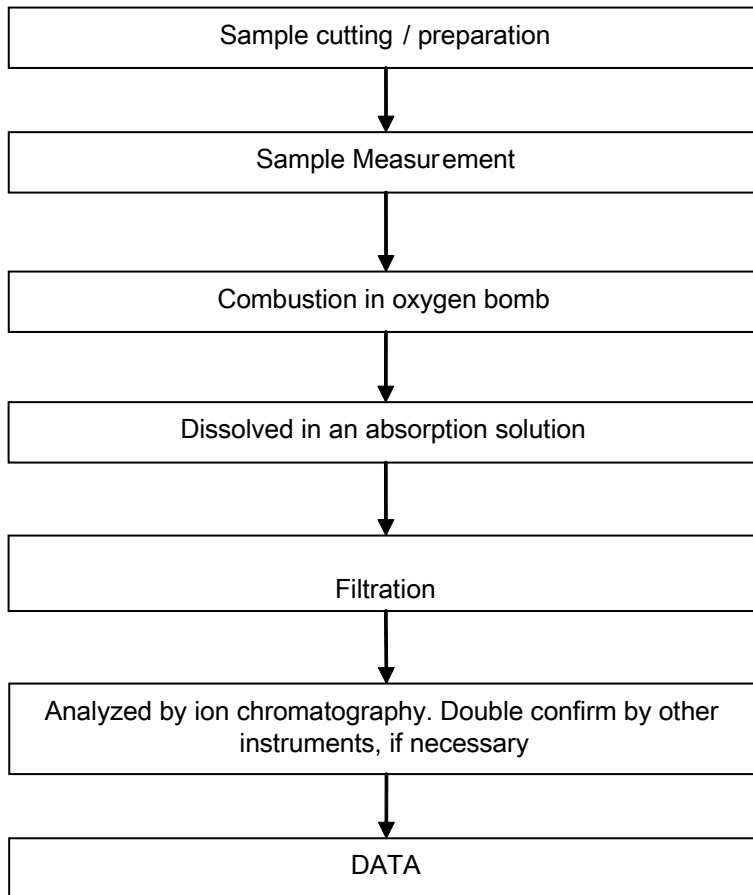 Sample cutting / preparation
Sample Measurement
Combustion in oxygen bomb
Dissolved in an absorption solution
Filtration
Analyzed by ion chromatography. Double confirm by other
instruments, if necessary
DATA